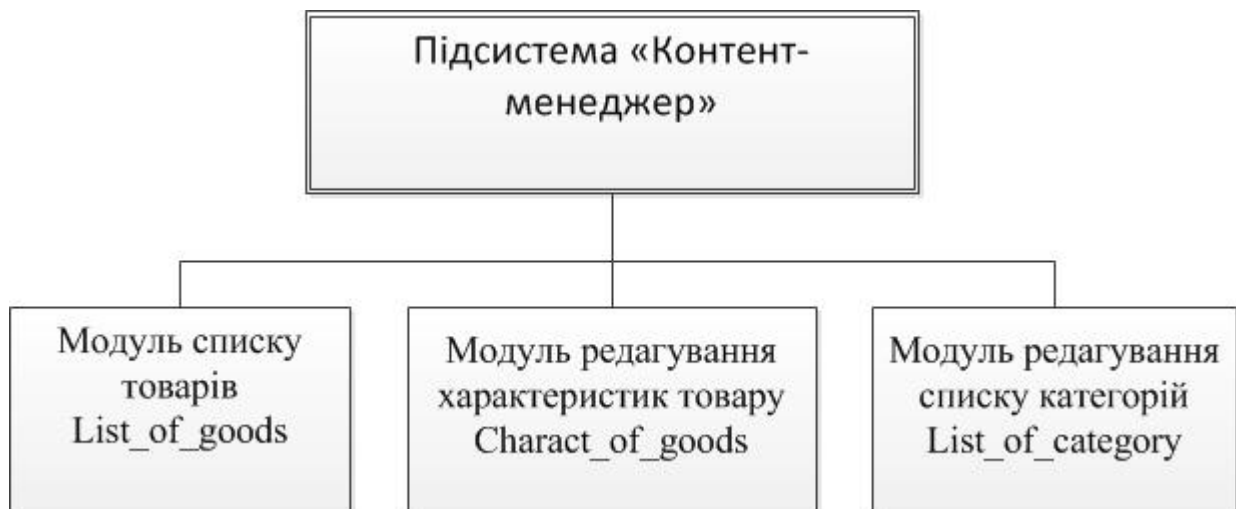 Підсистема «Контент-
менеджер»
Модуль списку
товарів
List_of_goods
Модуль редагування
характеристик товару
Charact_of_goods
Модуль редагування
списку категорій
List_of_category